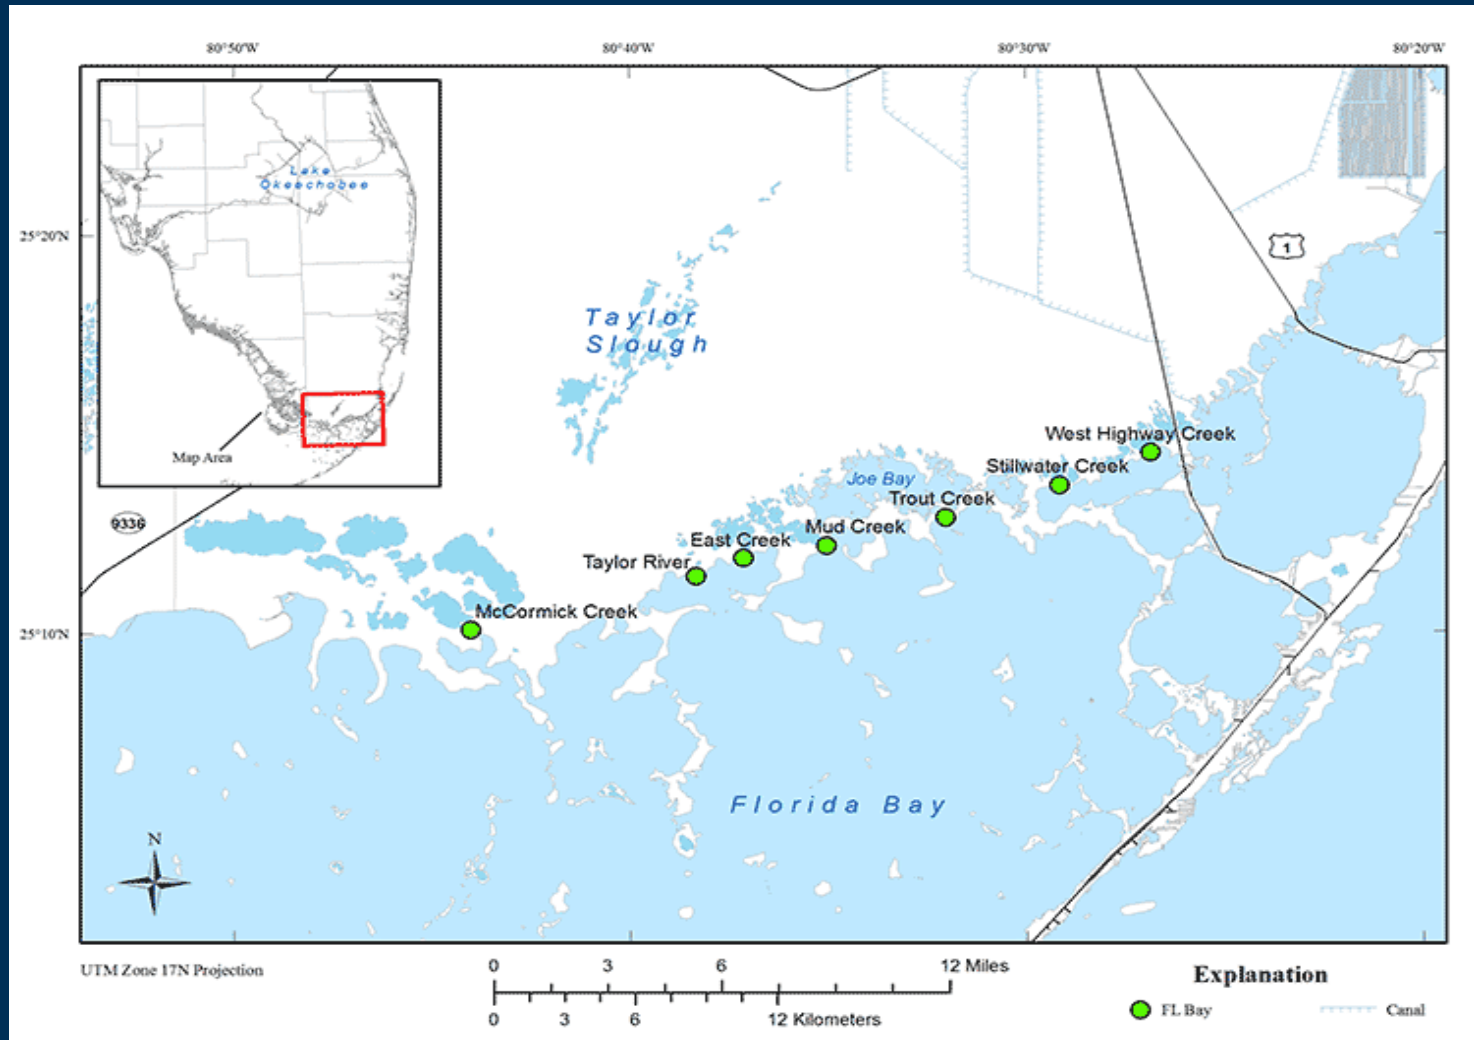 80°50'W
80°40'W
80°30'W
80°20'W
Lake
Okeechobee
25°20'N
1
Taylor
Slough
Map Area
West Highway Creek
Stillwater Creek
Joe Bay
Trout Creek
9336
Mud Creek
East Creek
Taylor River
McCormick Creek
25°10'N
1
Florida Bay
N
UTM Zone 17N Projection
0 3 6 12 Miles
0 3 6 12 Kilometers
Explanation
FL Bay
Canal